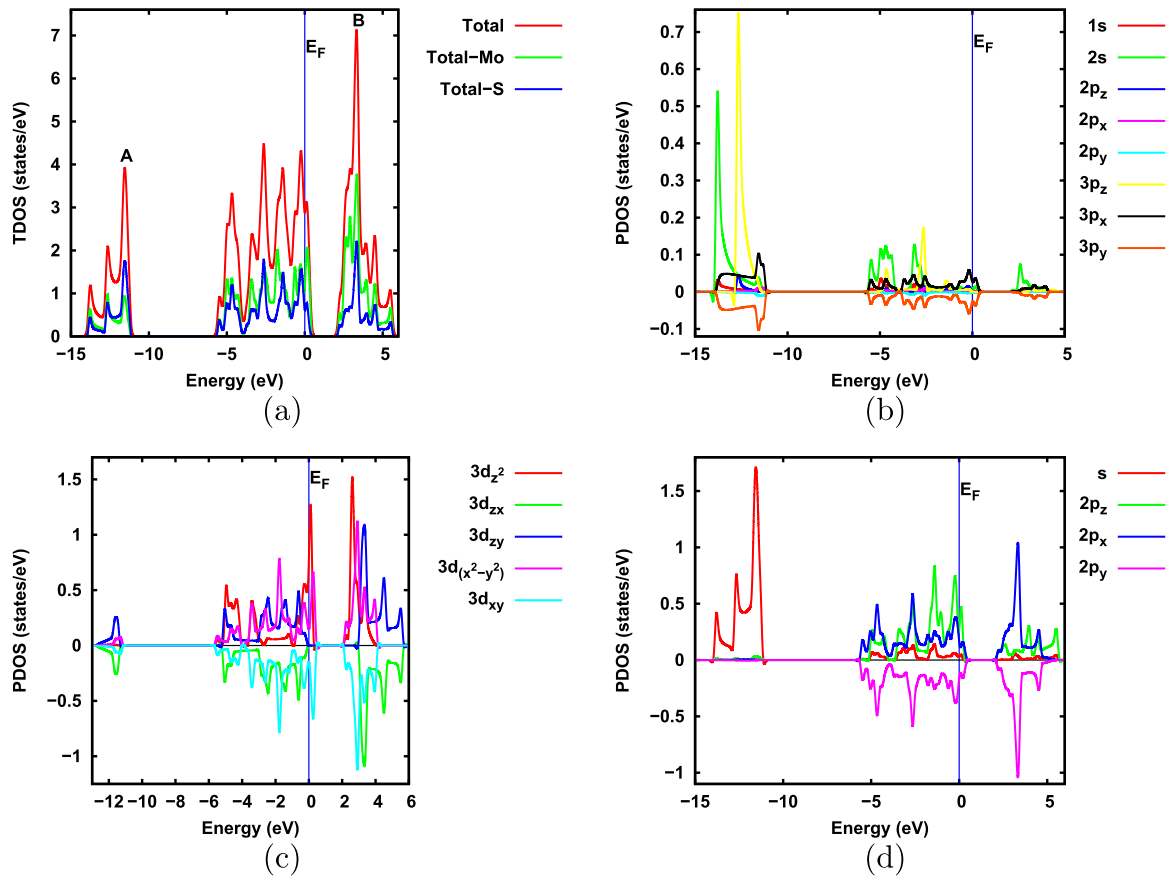 TDOS (states/eV)
7
6
5
4
3
2
1
0
A
B
E_F
Total
Total−Mo
Total−S
−15 −10 −5 0 5
Energy (eV)
(a)
PDOS (states/eV)
0.7
0.6
0.5
0.4
0.3
0.2
0.1
0
−0.1
E_F
1s
2s
2p_z
2p_x
2p_y
3p_z
3p_x
3p_y
−15 −10 −5 0 5
Energy (eV)
(b)
PDOS (states/eV)
1.5
1
0.5
0
−0.5
−1
E_F
3d_z²
3d_zx
3d_zy
3d_(x²−y²)
3d_xy
−12 −10 −8 −6 −4 −2 0 2 4 6
Energy (eV)
(c)
PDOS (states/eV)
1.5
1
0.5
0
−0.5
−1
E_F
s
2p_z
2p_x
2p_y
−15 −10 −5 0 5
Energy (eV)
(d)